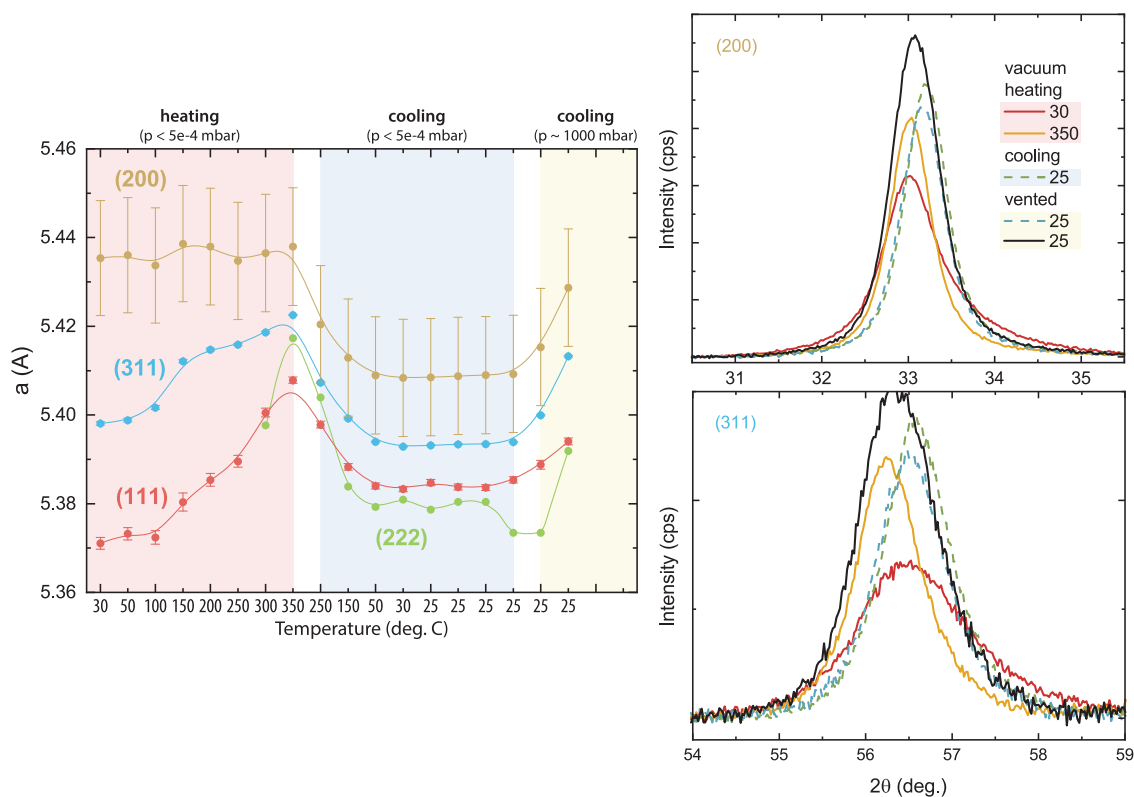 heating
(p < 5e-4 mbar)
cooling
(p < 5e-4 mbar)
cooling
(p ~ 1000 mbar)
a (A)
5.46
5.44
5.42
5.40
5.38
5.36
(200)
(311)
(111)
(222)
30 50 100 150 200 250 300 350 250 150 50 30 25 25 25 25 25 25
Temperature (deg. C)
(200)
vacuum
heating
30
350
cooling
25
vented
25
25
Intensity (cps)
31 32 33 34 35
(311)
Intensity (cps)
54 55 56 57 58 59
2θ (deg.)